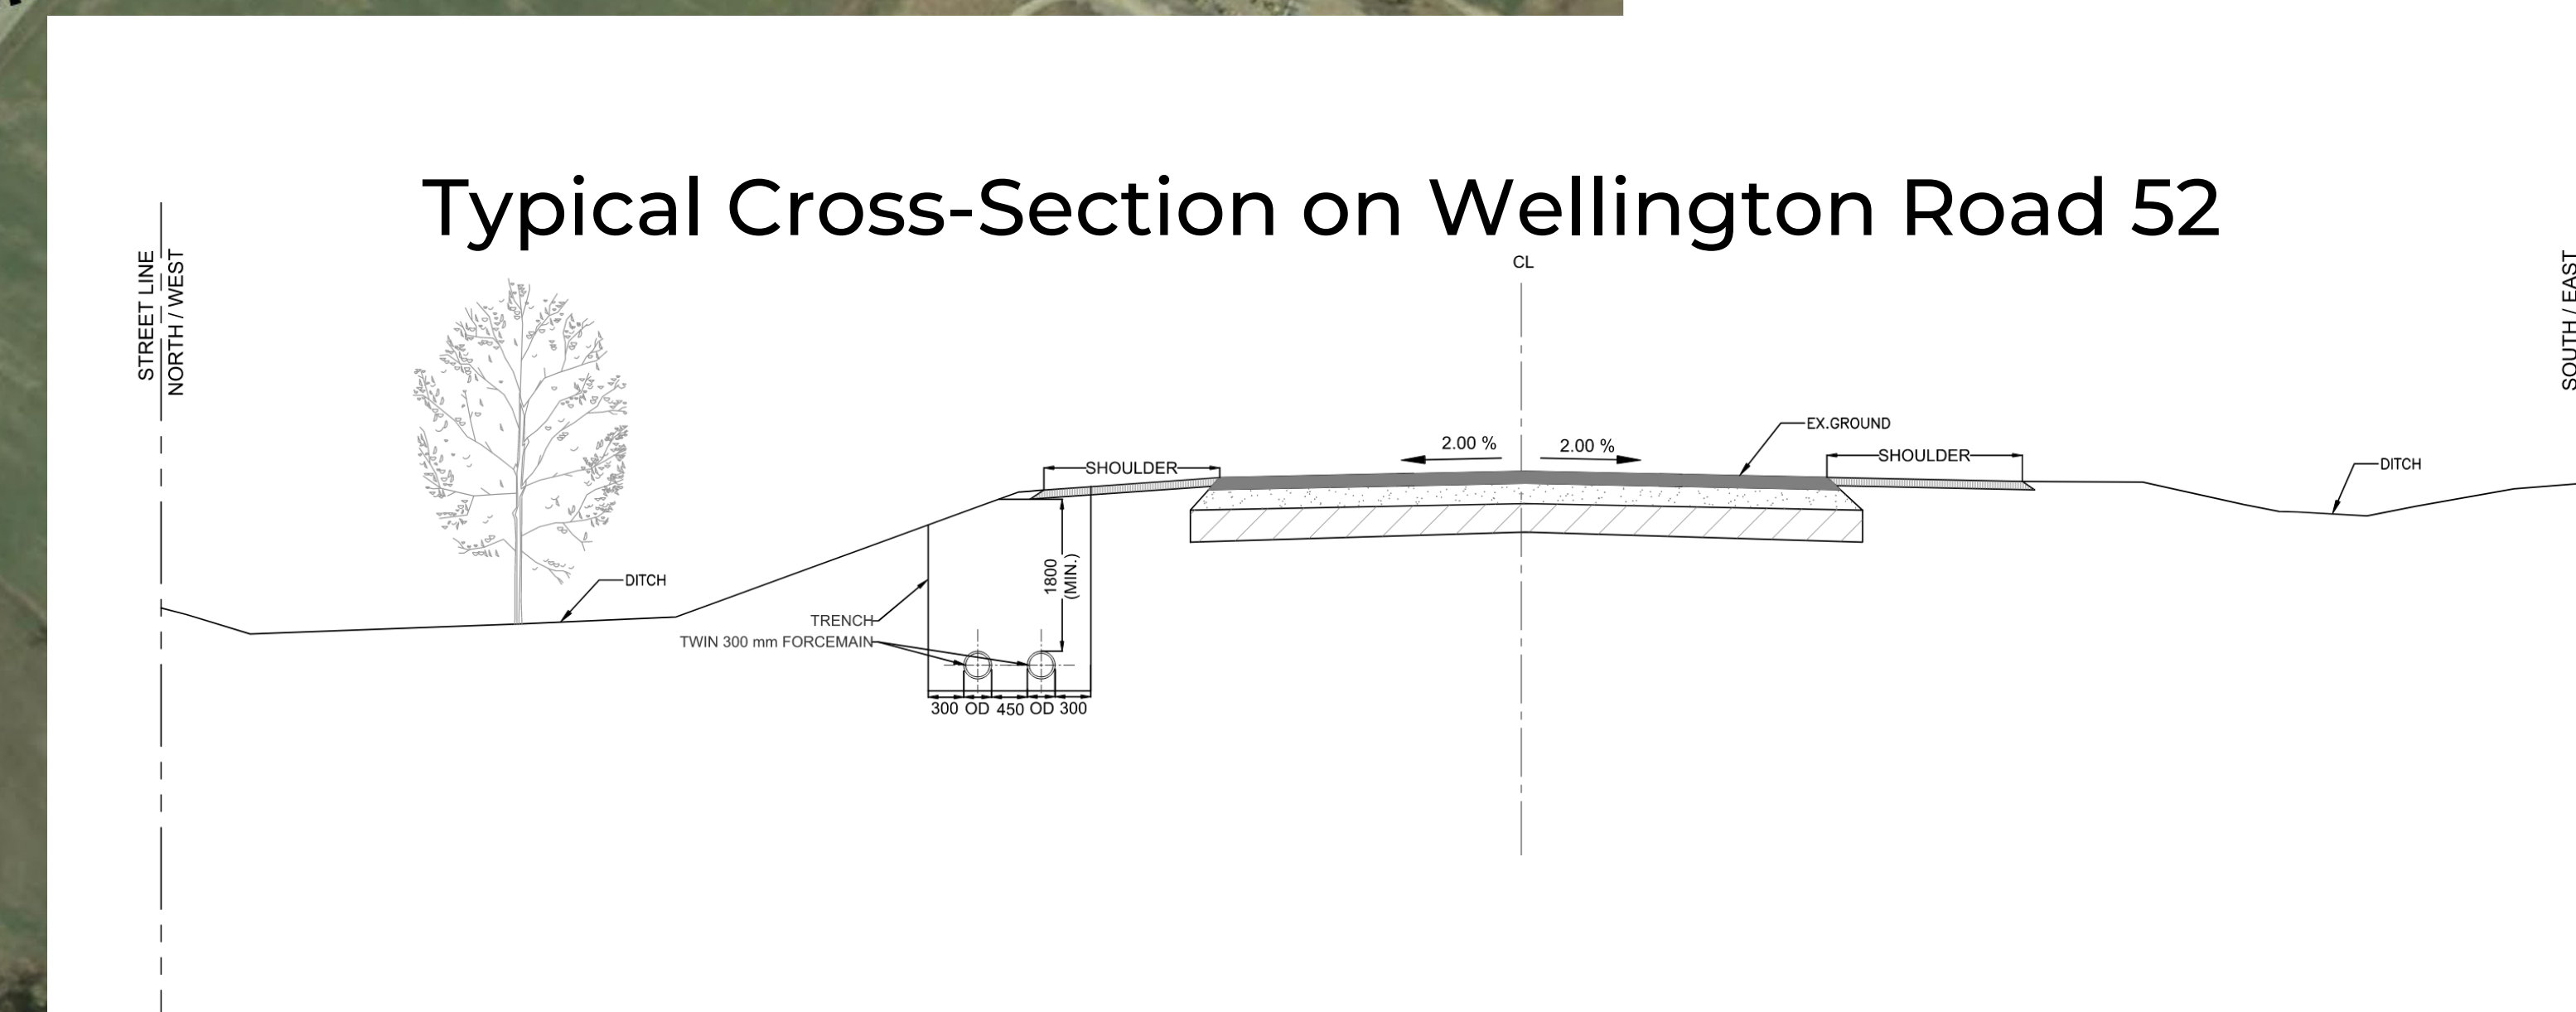 Typical Cross-Section on Wellington Road 52
STREET LINE
NORTH / WEST
CL
SOUTH / EAST
2.00 %
2.00 %
EX.GROUND
SHOULDER
SHOULDER
DITCH
DITCH
1800
(MIN.)
TRENCH
TWIN 300 mm FORCEMAIN
300 OD 450 OD 300